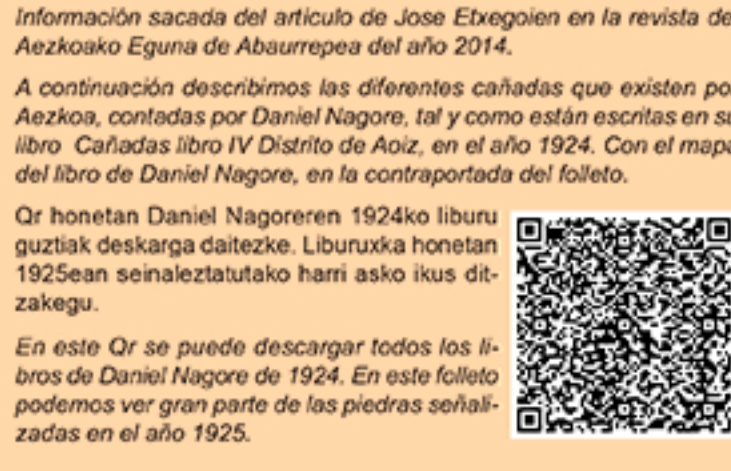 Información sacada del articulo de Jose Etxegoien en la revista de
Aezkoako Eguna de Abaurrepea del año 2014.
A continuación describimos las diferentes cañadas que existen po
Aezkoa, contadas por Daniel Nagore, tal y como están escritas en su
libro Cañadas libro IV Distrito de Aoiz, en el año 1924. Con el mapa
del libro de Daniel Nagore, en la contraportada del folleto.
Qr honetan Daniel Nagoreren 1924ko liburu
guztiak deskarga daitezke. Liburuxka honetan
1925ean seinaleztatutako harri asko ikus dit-
zakegu.
En este Qr se puede descargar todos los li-
bros de Daniel Nagore de 1924. En este folleto
podemos ver gran parte de las piedras señali-
zadas en el año 1925.